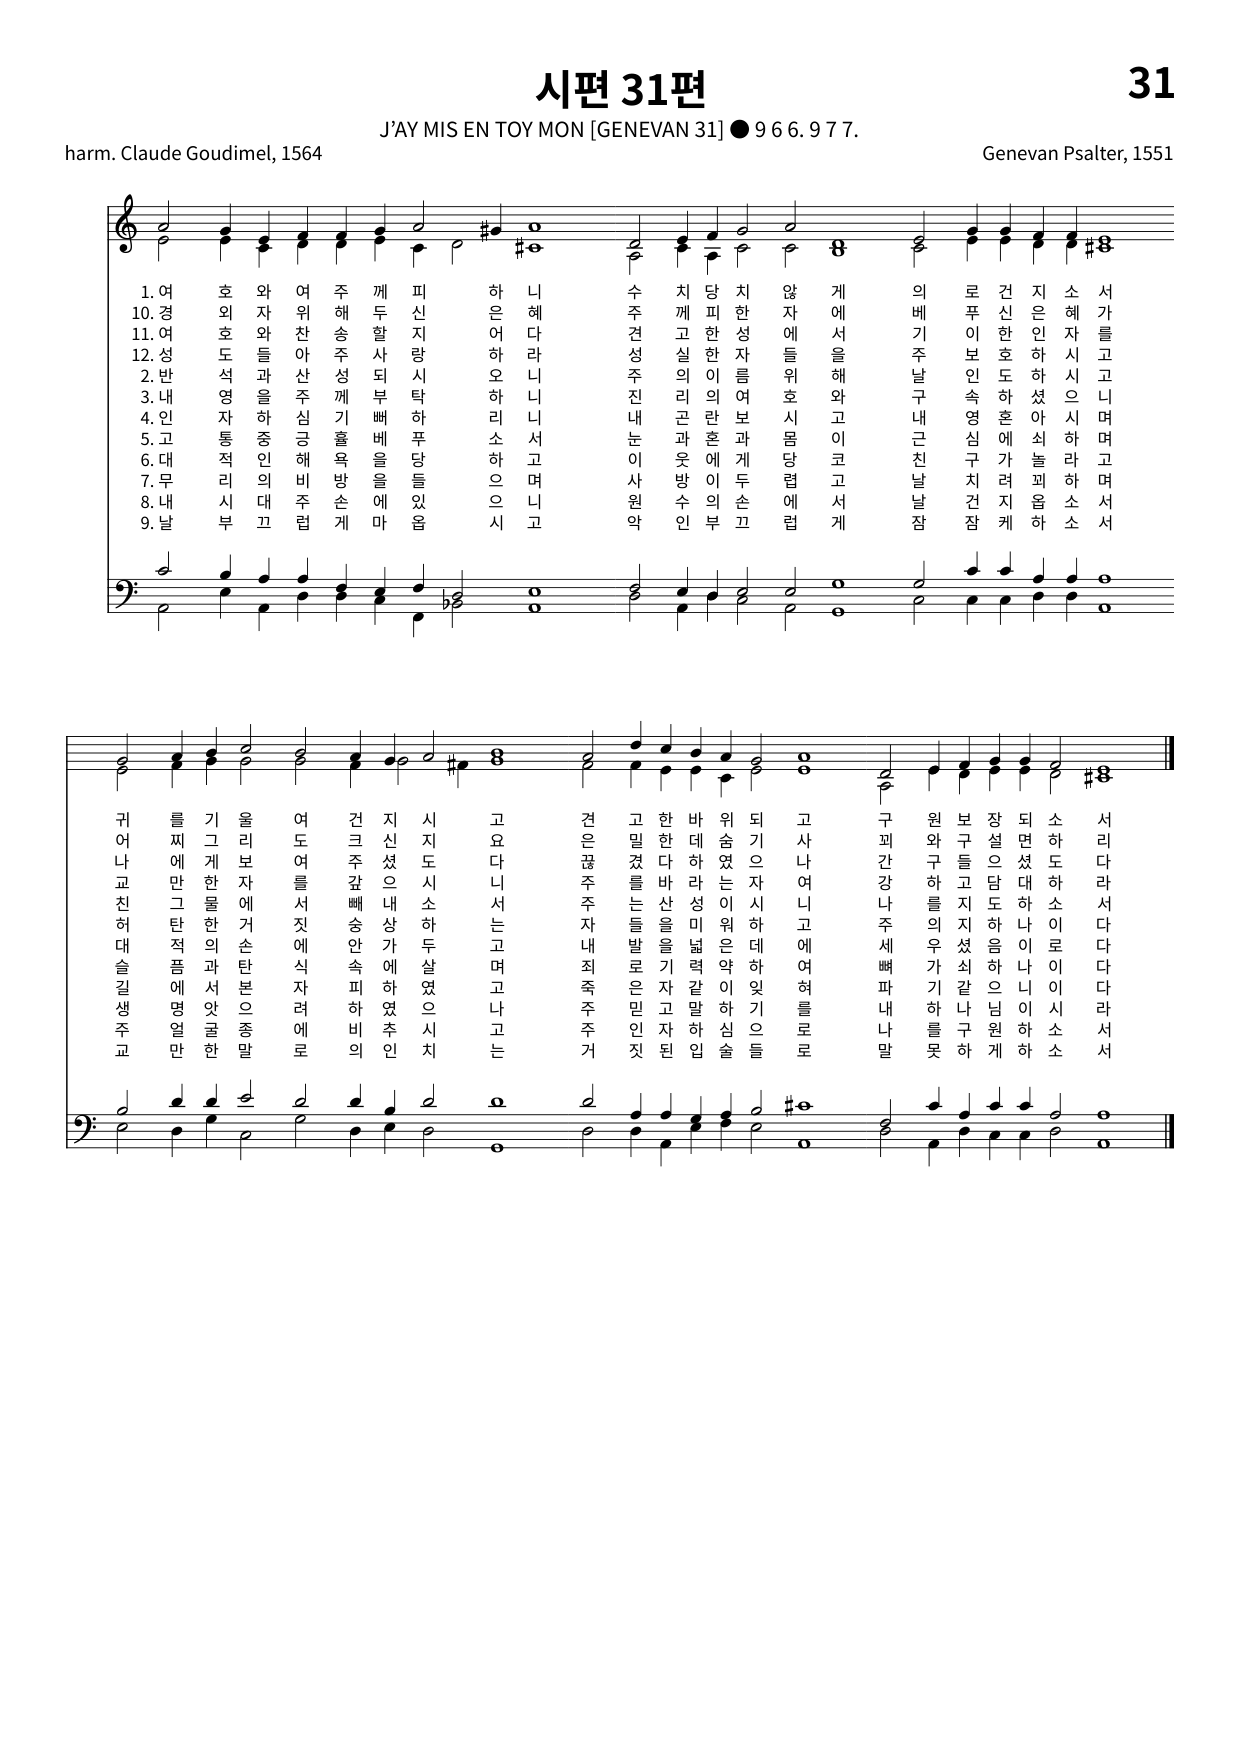 시편 31편
31
J’AY MIS EN TOY MON [GENEVAN 31] ● 9 6 6. 9 7 7.
harm. Claude Goudimel, 1564
Genevan Psalter, 1551
1. 여 호 와 여 주 께 피 하 니 수 치 당 치 않 게 의 로 건 지 소 서
10. 경 외 자 위 해 두 신 은 혜 주 께 피 한 자 에 베 푸 신 은 혜 가
11. 여 호 와 찬 송 할 지 어 다 견 고 한 성 에 서 기 이 한 인 자 를
12. 성 도 들 아 주 사 랑 하 라 성 실 한 자 들 을 주 보 호 하 시 고
2. 반 석 과 산 성 되 시 오 니 주 의 이 름 위 해 날 인 도 하 시 고
3. 내 영 을 주 께 부 탁 하 니 진 리 의 여 호 와 구 속 하 셨 으 니
4. 인 자 하 심 기 뻐 하 리 니 내 곤 란 보 시 고 내 영 혼 아 시 며
5. 고 통 중 긍 휼 베 푸 소 서 눈 과 혼 과 몸 이 근 심 에 쇠 하 며
6. 대 적 인 해 욕 을 당 하 고 이 웃 에 게 당 코 친 구 가 놀 라 고
7. 무 리 의 비 방 을 들 으 며 사 방 이 두 렵 고 날 치 려 꾀 하 며
8. 내 시 대 주 손 에 있 으 니 원 수 의 손 에 서 날 건 지 옵 소 서
9. 날 부 끄 럽 게 마 옵 시 고 악 인 부 끄 럽 게 잠 잠 케 하 소 서
귀 를 기 울 여 건 지 시 고 견 고 한 바 위 되 고 구 원 보 장 되 소 서
어 찌 그 리 도 크 신 지 요 은 밀 한 데 숨 기 사 꾀 와 구 설 면 하 리
나 에 게 보 여 주 셨 도 다 끊 겼 다 하 였 으 나 간 구 들 으 셨 도 다
교 만 한 자 를 갚 으 시 니 주 를 바 라 는 자 여 강 하 고 담 대 하 라
친 그 물 에 서 빼 내 소 서 주 는 산 성 이 시 니 나 를 지 도 하 소 서
허 탄 한 거 짓 숭 상 하 는 자 들 을 미 워 하 고 주 의 지 하 나 이 다
대 적 의 손 에 안 가 두 고 내 발 을 넓 은 데 에 세 우 셨 음 이 로 다
슬 픔 과 탄 식 속 에 살 며 죄 로 기 력 약 하 여 뼈 가 쇠 하 나 이 다
길 에 서 본 자 피 하 였 고 죽 은 자 같 이 잊 혀 파 기 같 으 니 이 다
생 명 앗 으 려 하 였 으 나 주 믿 고 말 하 기 를 내 하 나 님 이 시 라
주 얼 굴 종 에 비 추 시 고 주 인 자 하 심 으 로 나 를 구 원 하 소 서
교 만 한 말 로 의 인 치 는 거 짓 된 입 술 들 로 말 못 하 게 하 소 서